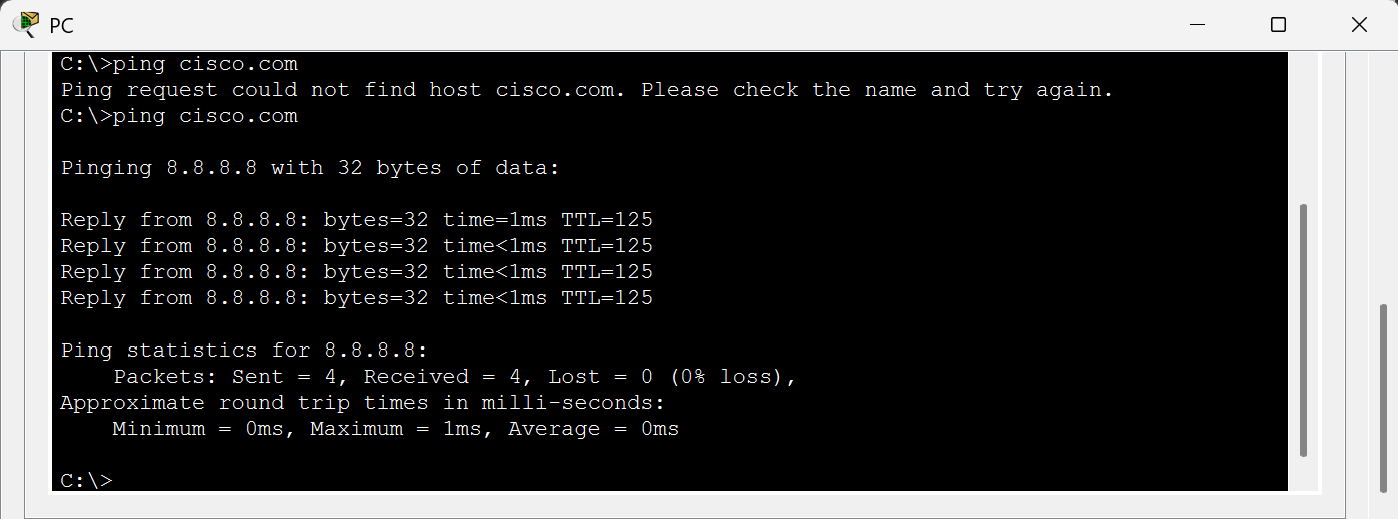 PC
C:\>ping cisco.com
Ping request could not find host cisco.com. Please check the name and try again.
C:\>ping cisco.com
Pinging 8.8.8.8 with 32 bytes of data:
Reply from 8.8.8.8: bytes=32 time=1ms TTL=125
Reply from 8.8.8.8: bytes=32 time<1ms TTL=125
Reply from 8.8.8.8: bytes=32 time<1ms TTL=125
Reply from 8.8.8.8: bytes=32 time<1ms TTL=125
Ping statistics for 8.8.8.8:
    Packets: Sent = 4, Received = 4, Lost = 0 (0% loss),
Approximate round trip times in milli-seconds:
    Minimum = 0ms, Maximum = 1ms, Average = 0ms
C:\>